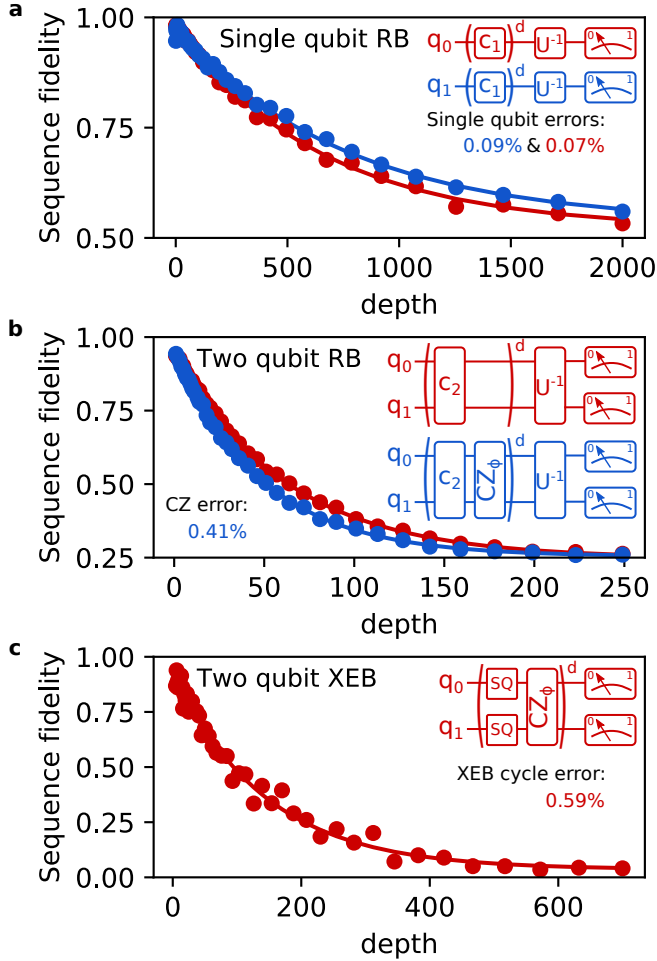 a
Single qubit RB
Sequence fidelity
1.00
0.75
0.50
0
500
1000
1500
2000
depth
q0
c1
d
U-1
0
1
q1
c1
d
U-1
0
1
Single qubit errors:
0.09% & 0.07%
b
Two qubit RB
Sequence fidelity
1.00
0.75
0.50
0.25
0
50
100
150
200
250
depth
CZ error:
0.41%
q0
q1
c2
d
U-1
0
1
0
1
q0
q1
c2
CZϕ
d
U-1
0
1
0
1
c
Two qubit XEB
Sequence fidelity
1.00
0.75
0.50
0.25
0.00
0
200
400
600
depth
q0
q1
SQ
SQ
CZϕ
d
0
1
0
1
XEB cycle error:
0.59%